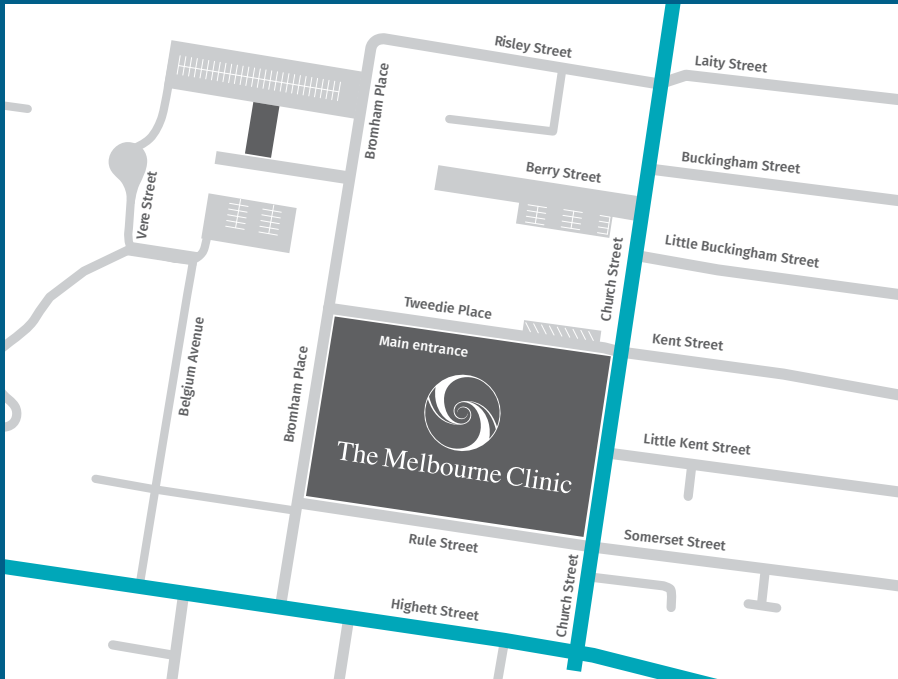 Risley Street
Laity Street
Bromham Place
Berry Street
Buckingham Street
Vere Street
Church Street
Little Buckingham Street
Tweedie Place
Main entrance
Kent Street
Belgium Avenue
Bromham Place
The Melbourne Clinic
Little Kent Street
Rule Street
Somerset Street
Church Street
Highett Street